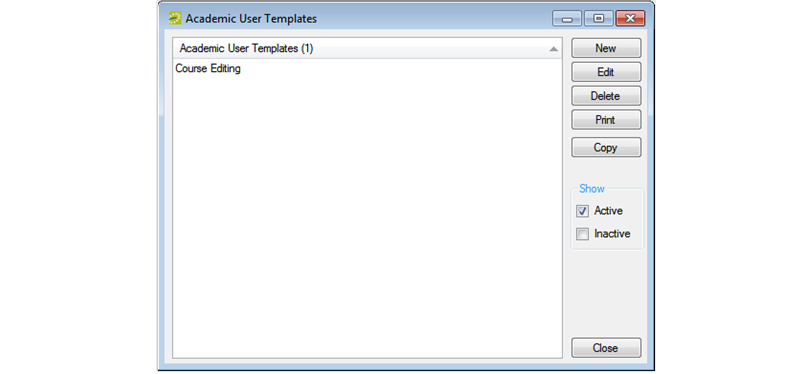 Academic User Templates
Academic User Templates (1)
Course Editing
New
Edit
Delete
Print
Copy
Show
Active
Inactive
Close